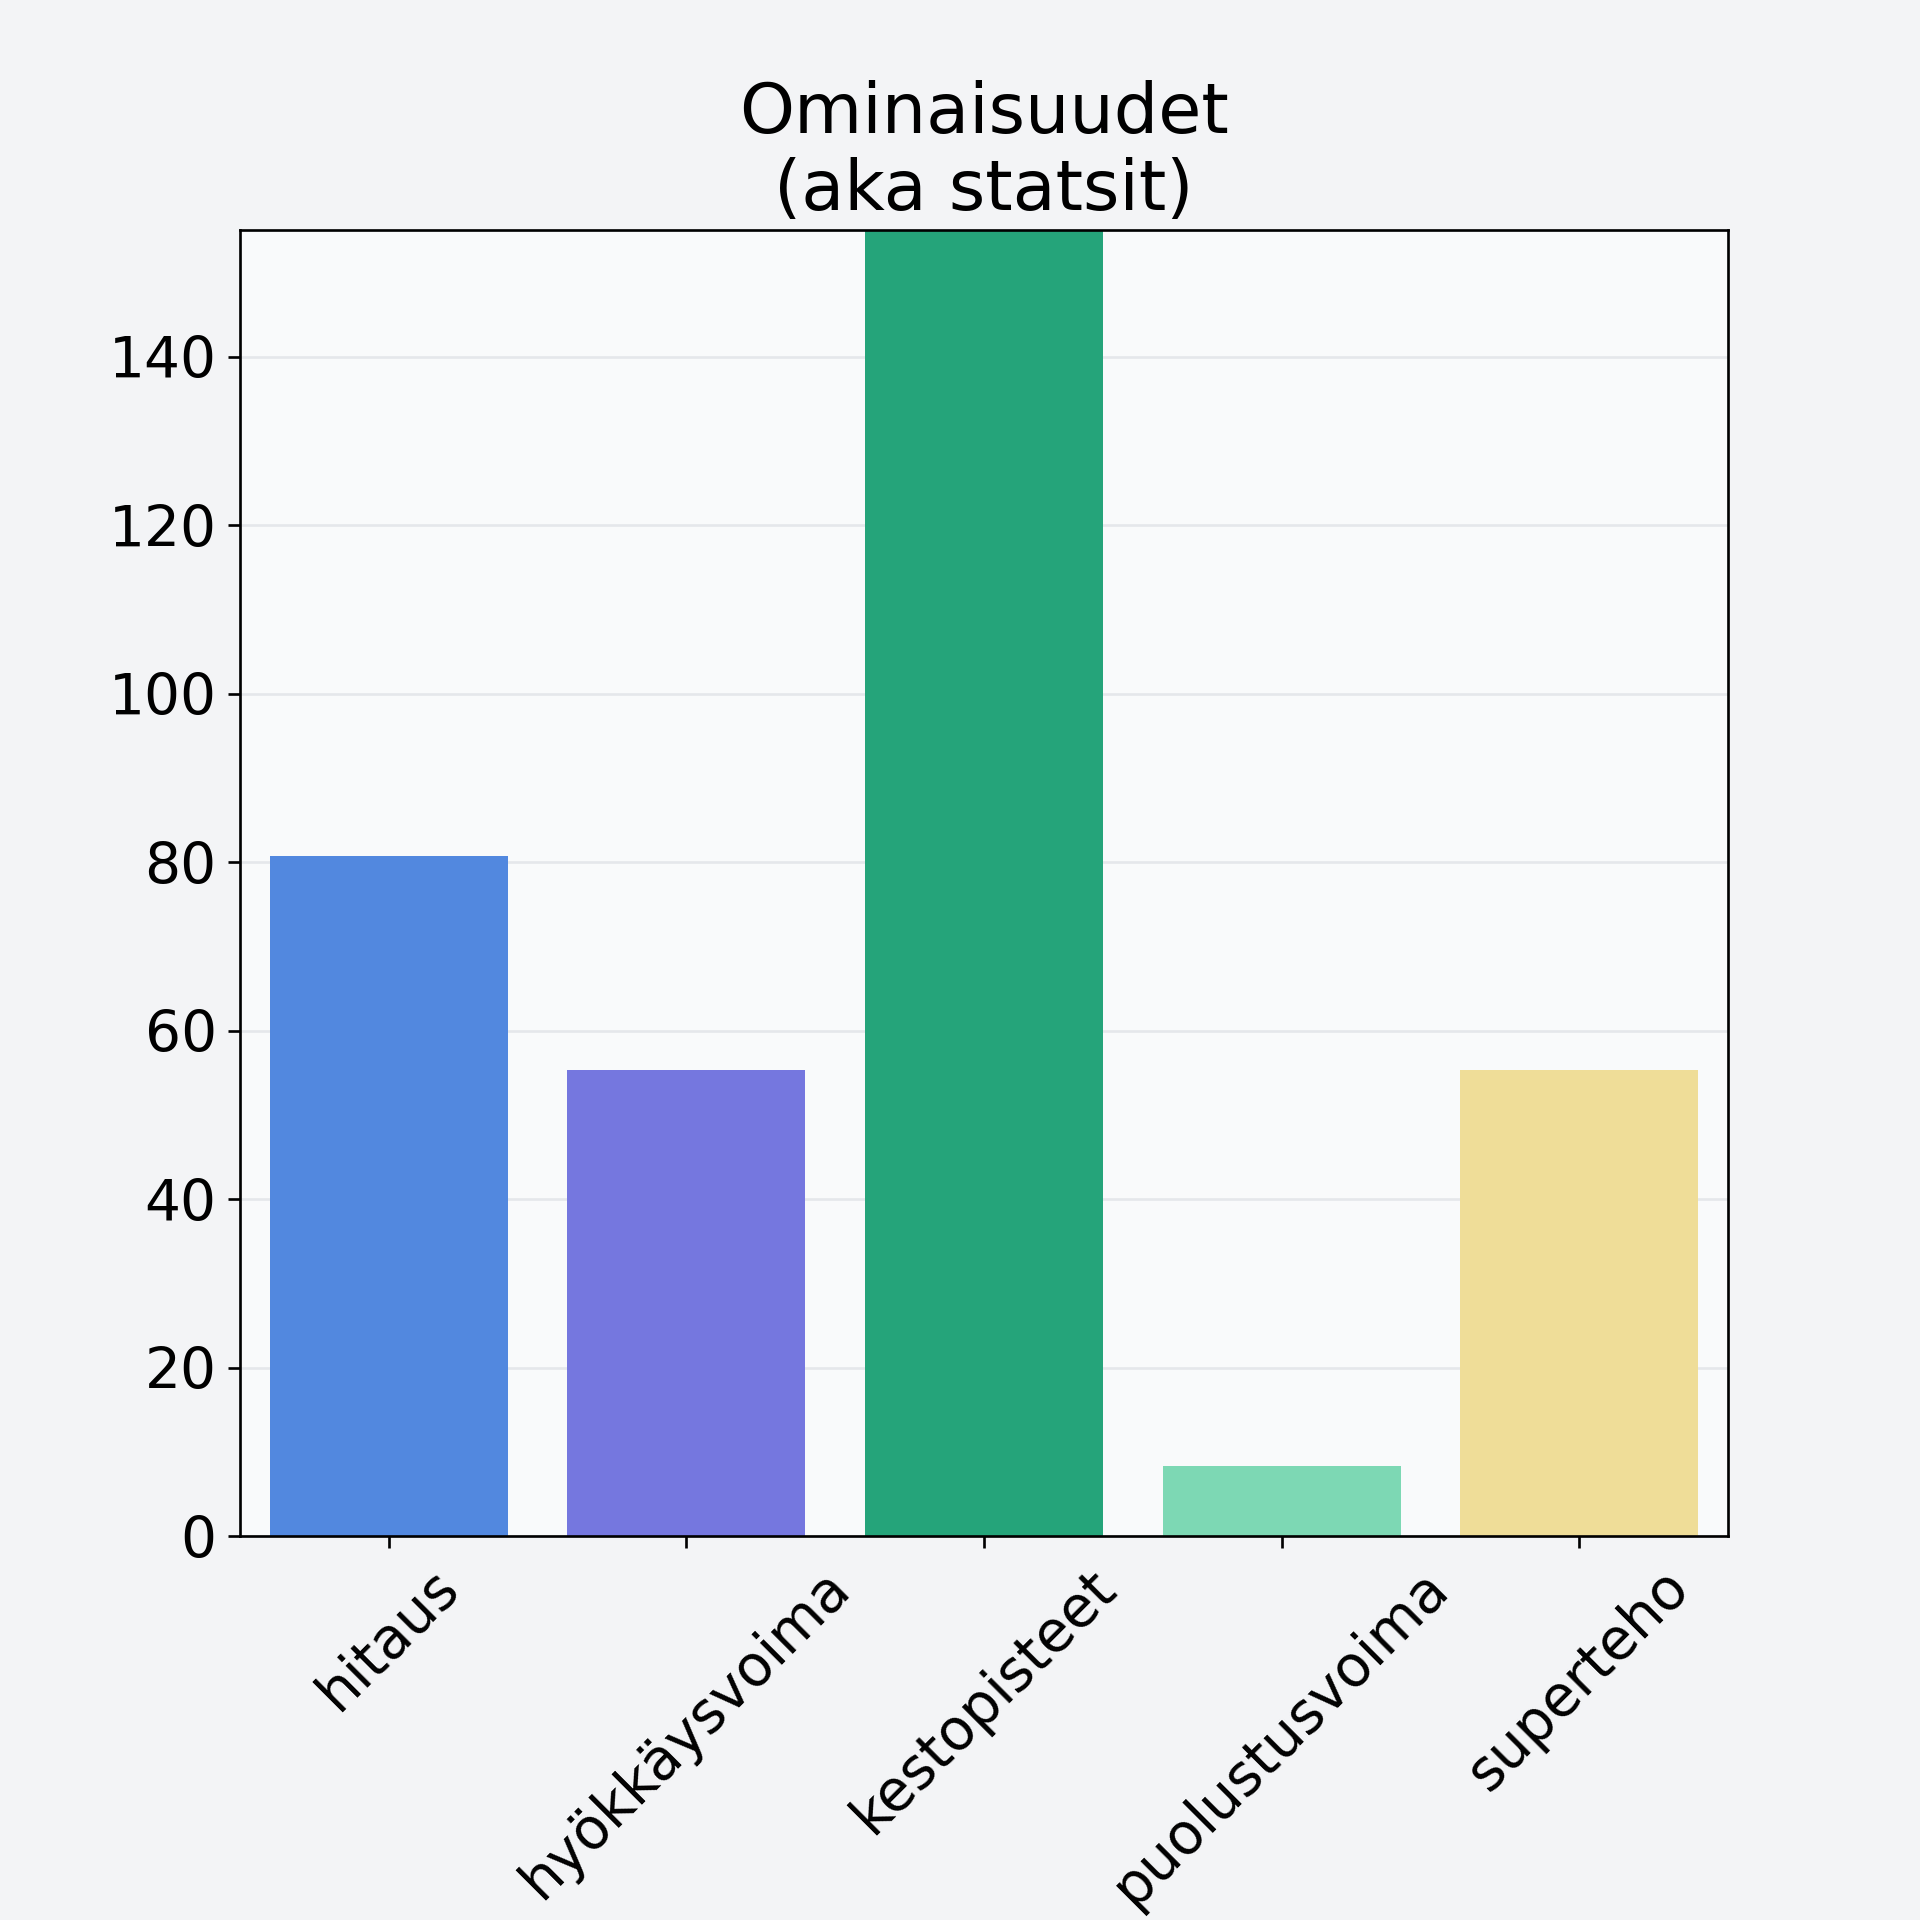 Ominaisuudet
(aka statsit)
140
120
100
80
60
40
20
0
hitaus
hyökkäysvoima
kestopisteet
puolustusvoima
superteho